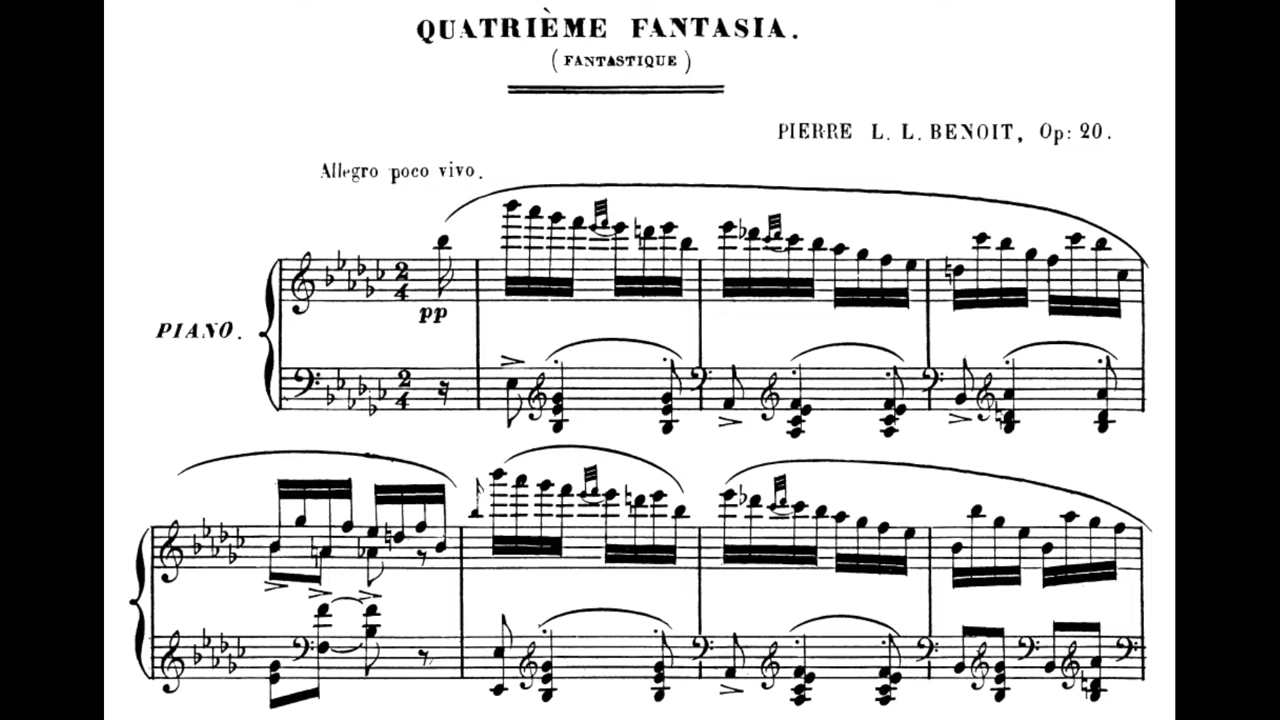 QUATRIÈME FANTASIA.
(FANTASTIQUE)
PIERRE L. L. BENOIT, Op: 20.
Allegro poco vivo.
pp
PIANO.